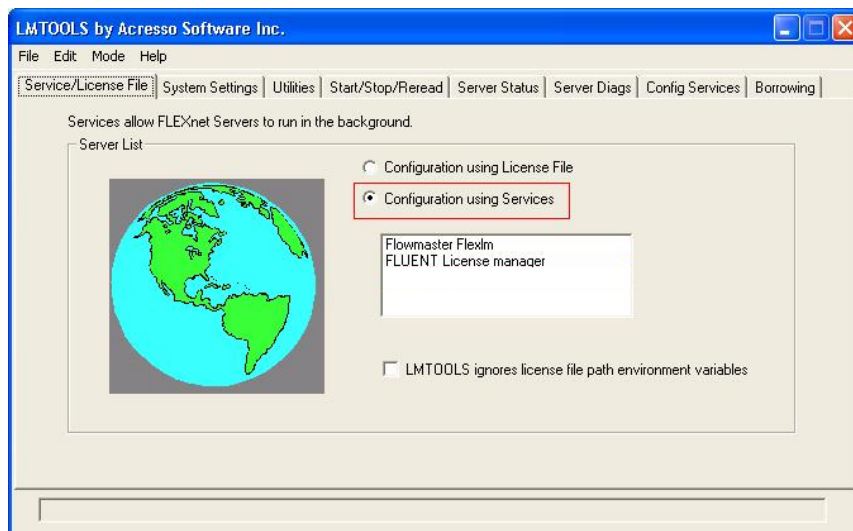 LMTOOLS by Acresso Software Inc.
File Edit Mode Help
Service/License File System Settings Utilities Start/Stop/Reread Server Status Server Diags Config Services Borrowing
Services allow FLEXnet Servers to run in the background.
Server List
Configuration using License File
Configuration using Services
Flowmaster Flexlm
FLUENT License manager
LMTOOLS ignores license file path environment variables